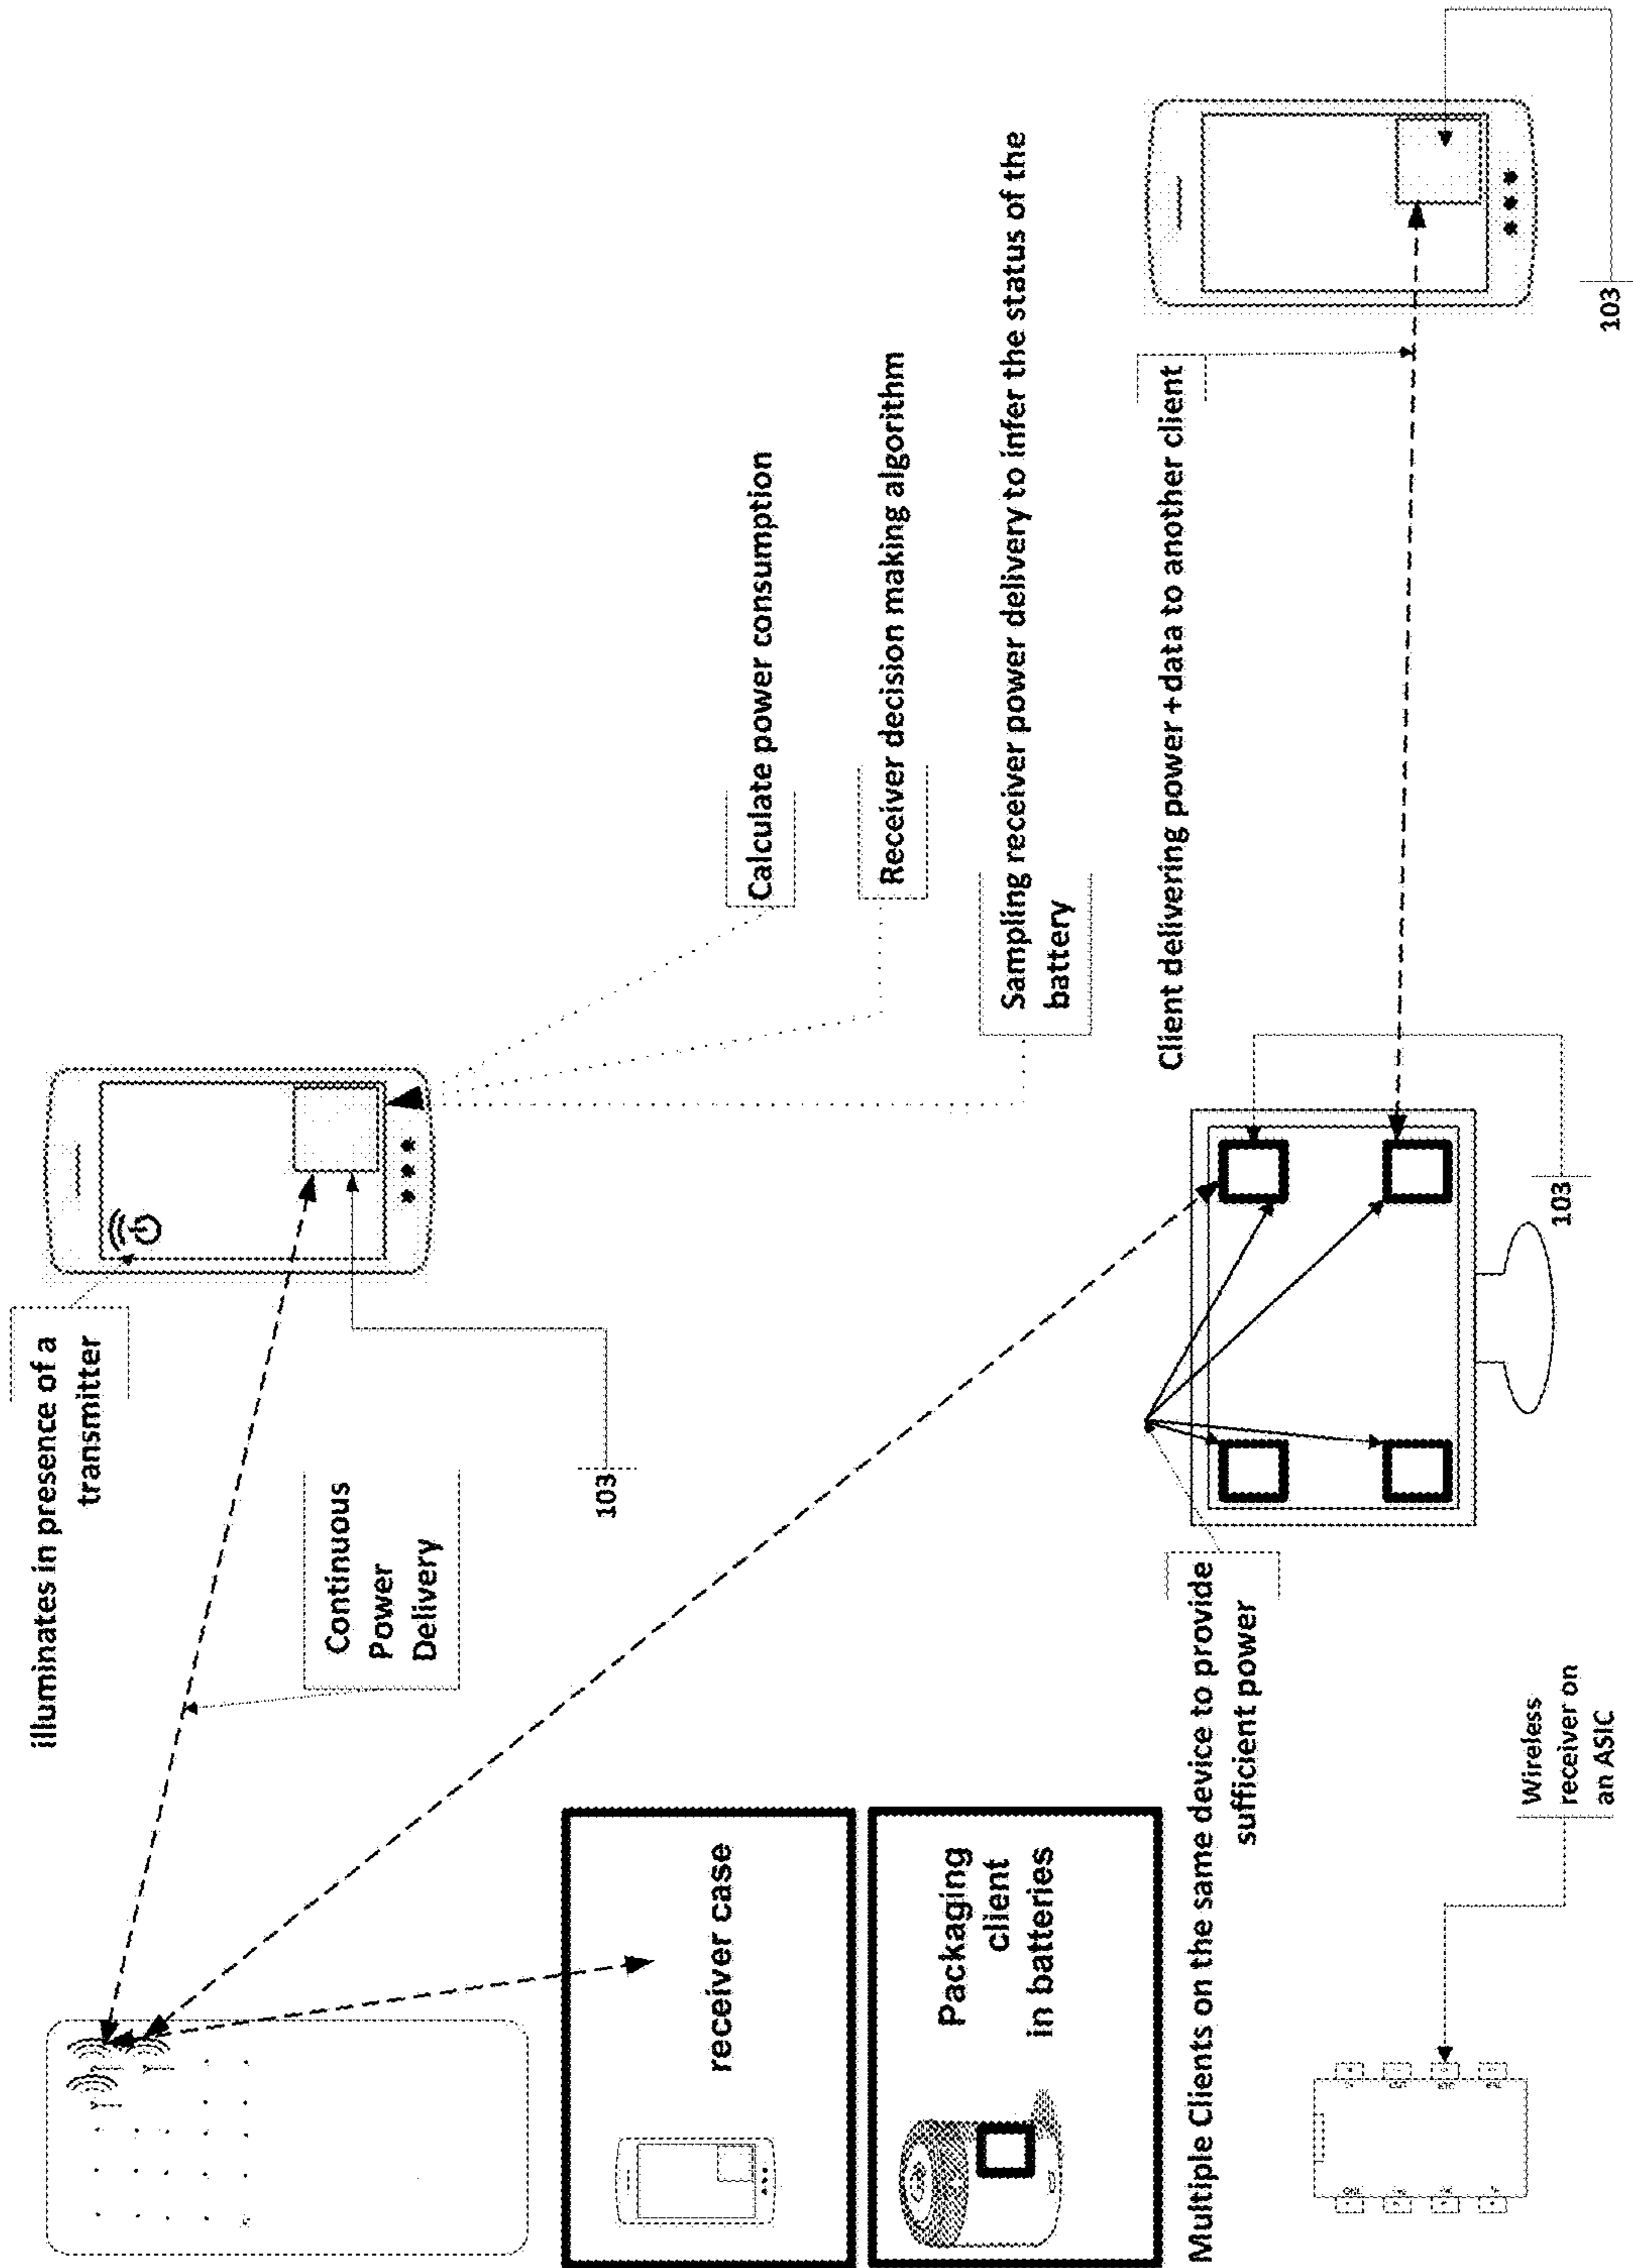 illuminates in presence of a
transmitter
Continuous
Power
Delivery
103
Calculate power consumption
Receiver decision making algorithm
Sampling receiver power delivery to infer the status of the
battery
receiver case
Packaging
client
in batteries
Client delivering power+data to another client
Multiple Clients on the same device to provide
sufficient power
103
103
Wireless
receiver on
an ASIC